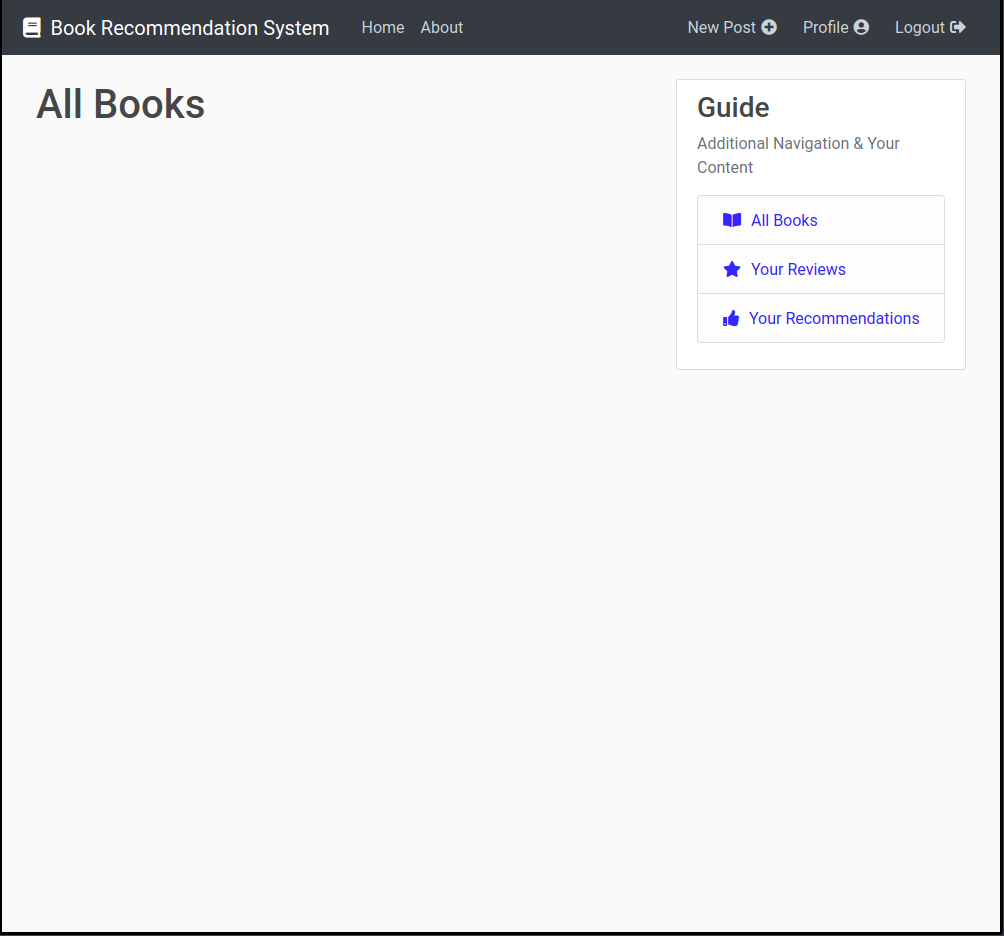 Book Recommendation System Home About New Post Profile Logout
All Books
Guide
Additional Navigation & Your
Content
All Books
Your Reviews
Your Recommendations